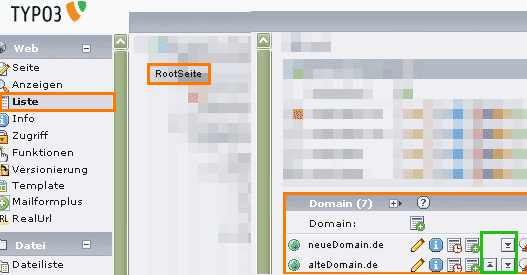 TYPO3
Web
Seite
Anzeigen
Liste
Info
Zugriff
Funktionen
Versionierung
Template
Mailformplus
RealUrl
Datei
Dateiliste
RootSeite
Domain (7)
Domain:
neueDomain.de
alteDomain.de